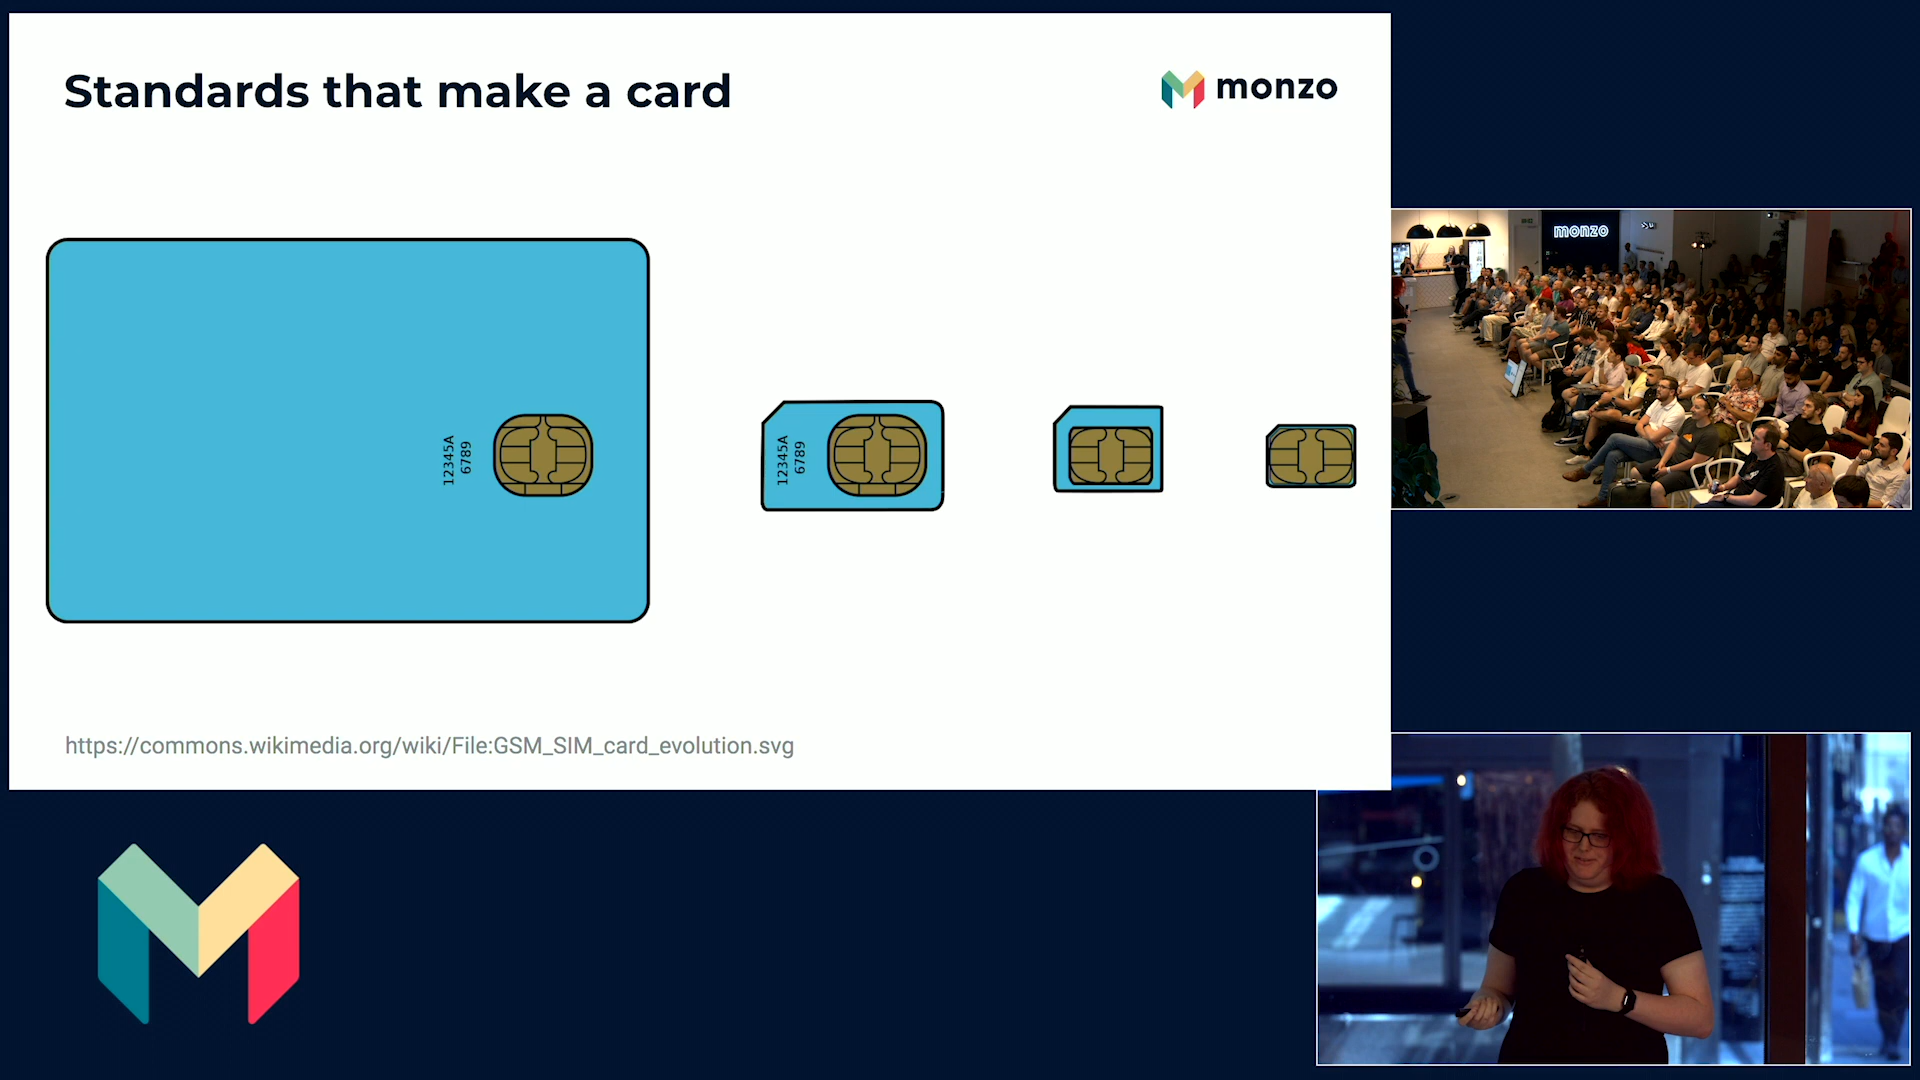 Standards that make a card
monzo
12345A
6789
12345A
6789
https://commons.wikimedia.org/wiki/File:GSM_SIM_card_evolution.svg
monzo